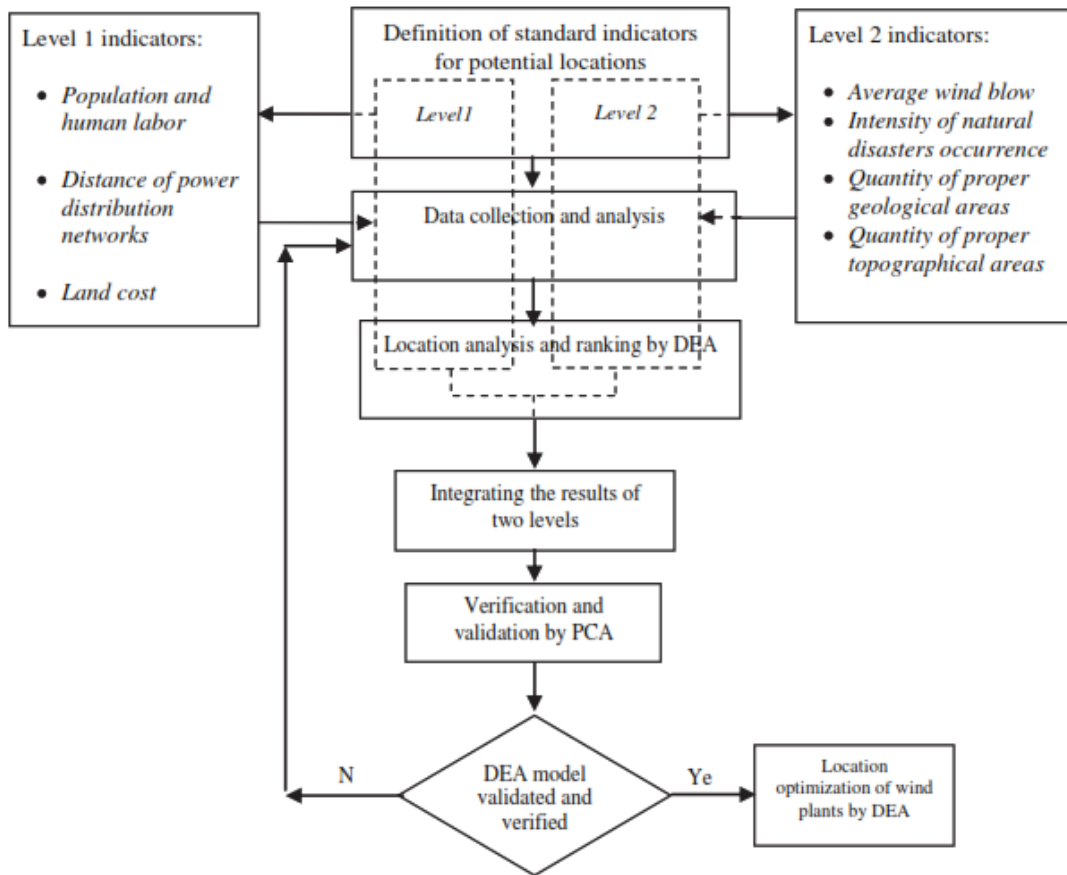 Level 1 indicators:
• Population and
human labor
• Distance of power
distribution
networks
• Land cost
Definition of standard indicators
for potential locations
Level1
Level 2
Level 2 indicators:
• Average wind blow
• Intensity of natural
disasters occurrence
• Quantity of proper
geological areas
• Quantity of proper
topographical areas
Data collection and analysis
Location analysis and ranking by DEA
Integrating the results of
two levels
Verification and
validation by PCA
DEA model
validated and
verified
N
Ye
Location
optimization of wind
plants by DEA